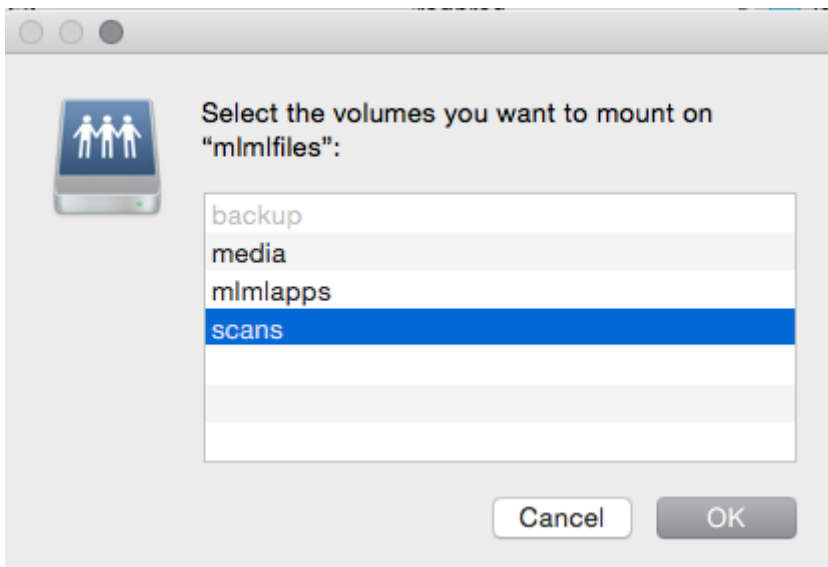 Select the volumes you want to mount on
“mlmlfiles”:
backup
media
mlmlapps
scans
Cancel
OK